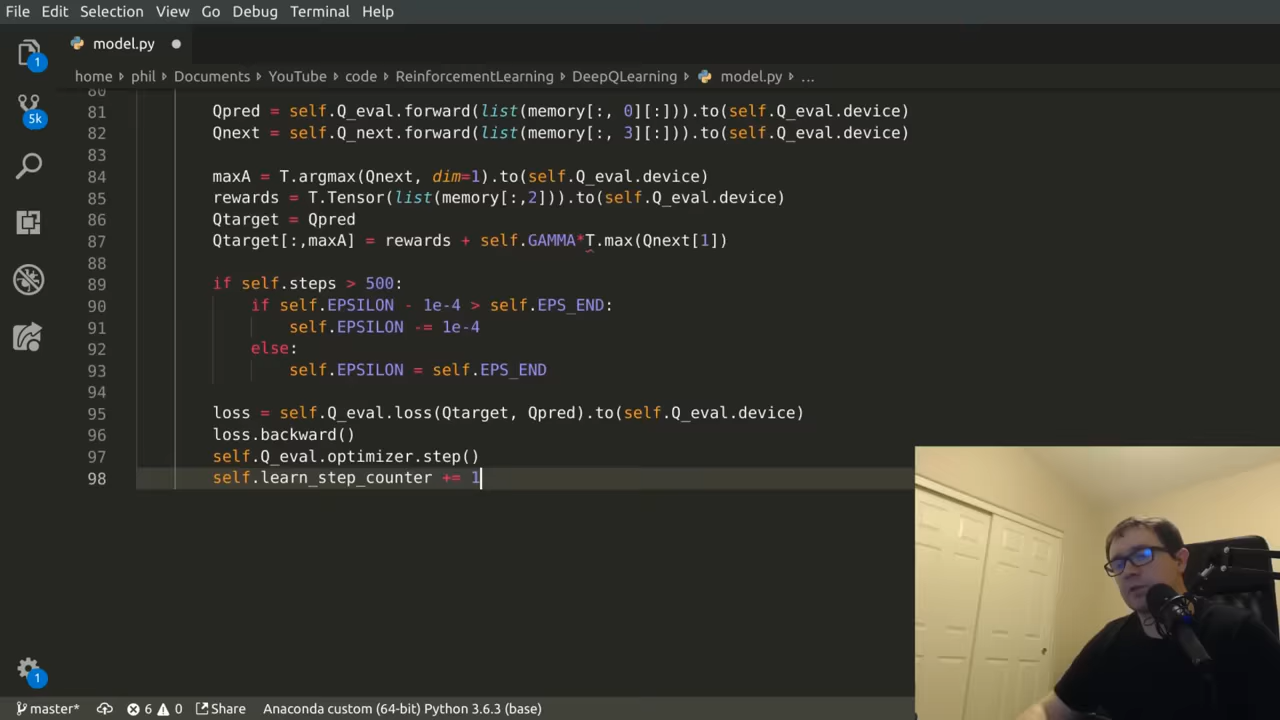 File Edit Selection View Go Debug Terminal Help
model.py
home phil Documents YouTube code ReinforcementLearning DeepQLearning model.py ...
1
5k
1
80
81 Qpred = self.Q_eval.forward(list(memory[:, 0][:])).to(self.Q_eval.device)
82 Qnext = self.Q_next.forward(list(memory[:, 3][:])).to(self.Q_eval.device)
83
84 maxA = T.argmax(Qnext, dim=1).to(self.Q_eval.device)
85 rewards = T.Tensor(list(memory[:,2])).to(self.Q_eval.device)
86 Qtarget = Qpred
87 Qtarget[:,maxA] = rewards + self.GAMMA*T.max(Qnext[1])
88
89 if self.steps > 500:
90 if self.EPSILON - 1e-4 > self.EPS_END:
91 self.EPSILON -= 1e-4
92 else:
93 self.EPSILON = self.EPS_END
94
95 loss = self.Q_eval.loss(Qtarget, Qpred).to(self.Q_eval.device)
96 loss.backward()
97 self.Q_eval.optimizer.step()
98 self.learn_step_counter += 1
master* 6 0 Share Anaconda custom (64-bit) Python 3.6.3 (base)